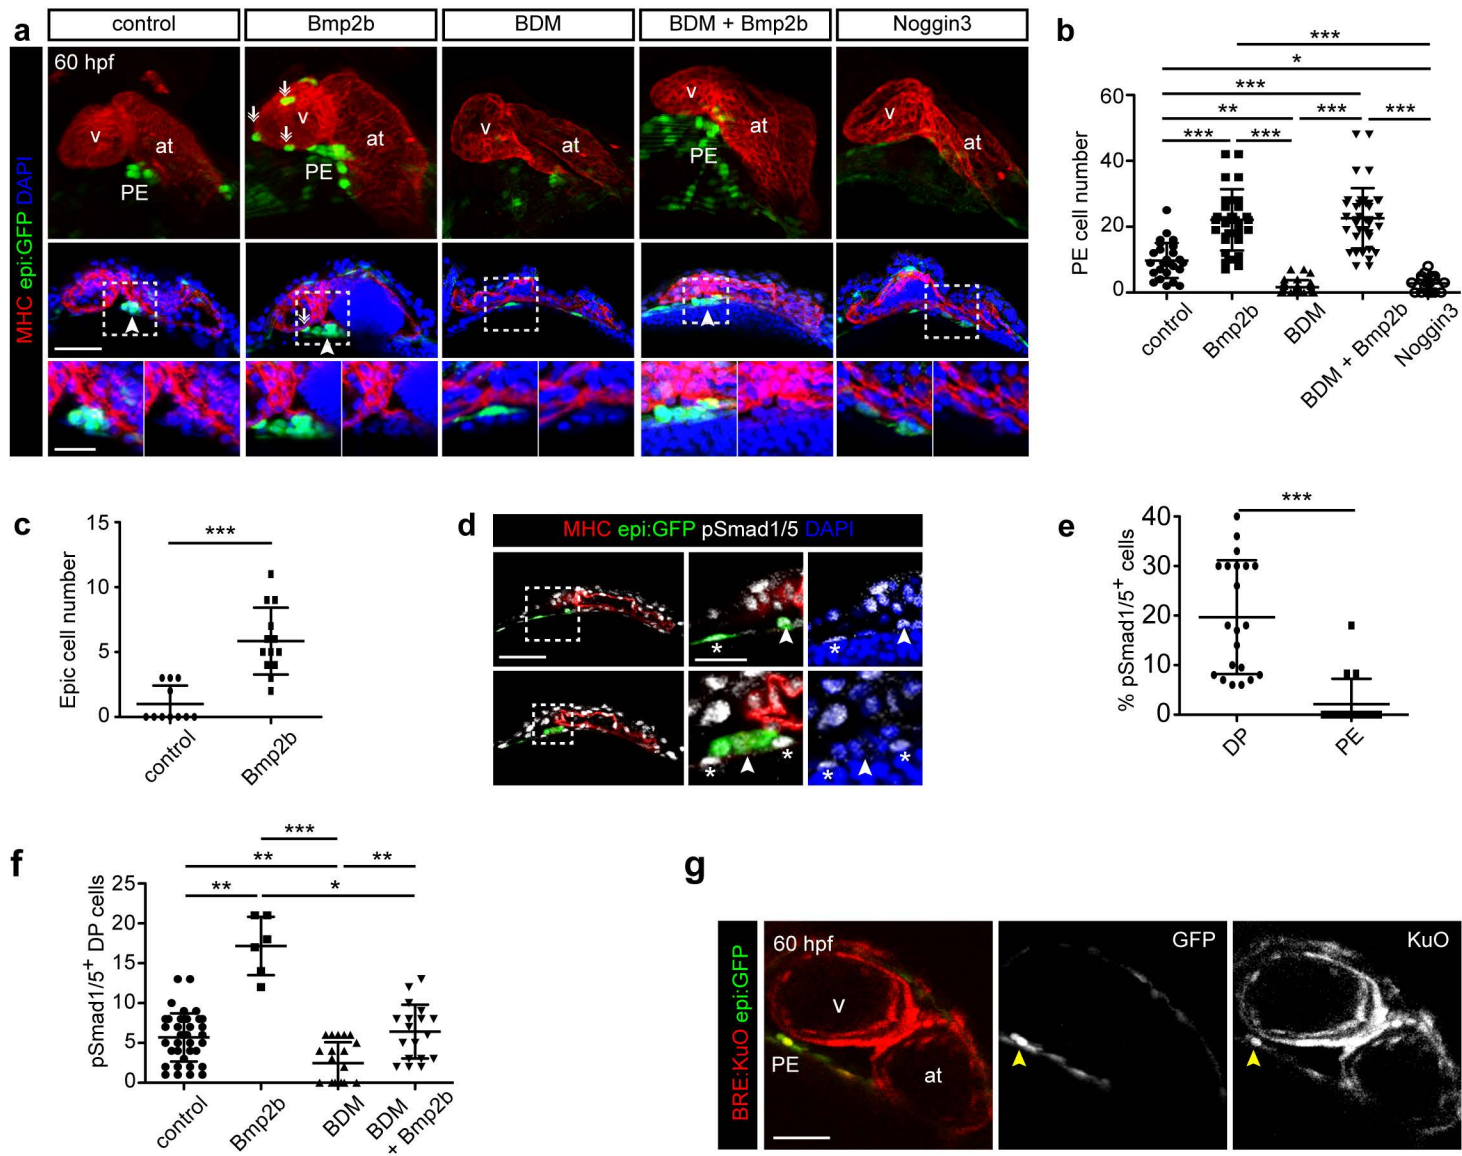 a
control
Bmp2b
BDM
BDM + Bmp2b
Noggin3
MHC epi:GFP DAPI
60 hpf
v
at
PE
v
at
PE
v
at
v
at
PE
v
at
b
***
*
***
**
***
***
***
***
PE cell number
60
40
20
0
control
Bmp2b
BDM
BDM + Bmp2b
Noggin3
c
***
Epic cell number
15
10
5
0
control
Bmp2b
d
MHC epi:GFP pSmad1/5 DAPI
*
*
*
*
*
*
e
***
% pSmad1/5+ cells
40
30
20
10
0
DP
PE
f
***
**
**
**
*
pSmad1/5+ DP cells
25
20
15
10
5
0
control
Bmp2b
BDM
BDM
+ Bmp2b
g
BRE:KuO epi:GFP
60 hpf
v
PE
at
GFP
KuO